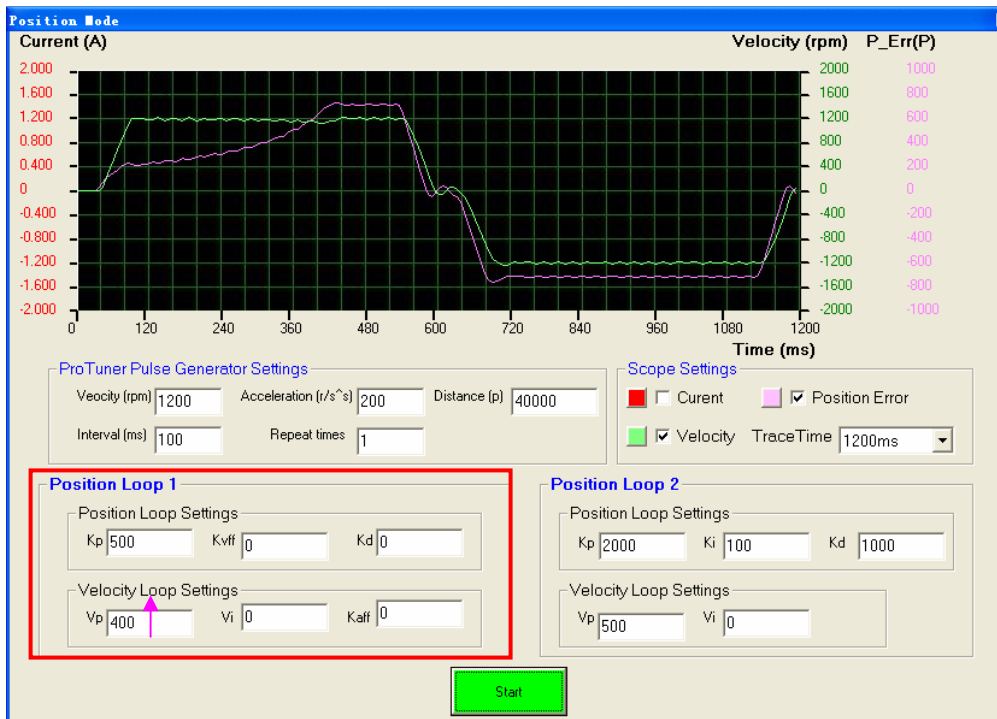 Position Mode
Current (A) Velocity (rpm) P_Err(P)
2.000 2000 1000
1.600 1600 800
1.200 1200 600
0.800 800 400
0.400 400 200
0 0 0
-0.400 -400 -200
-0.800 -800 -400
-1.200 -1200 -600
-1.600 -1600 -800
-2.000 -2000 -1000
0 120 240 360 480 600 720 840 960 1080 1200
Time (ms)
ProTuner Pulse Generator Settings
Veocity (rpm) 1200 Acceleration (r/s^s) 200 Distance (p) 40000
Interval (ms) 100 Repeat times 1
Scope Settings
Curent Position Error
Velocity TraceTime 1200ms
Position Loop 1
Position Loop Settings
Kp 500 Kvff 0 Kd 0
Velocity Loop Settings
Vp 400 Vi 0 Kaff 0
Position Loop 2
Position Loop Settings
Kp 2000 Ki 100 Kd 1000
Velocity Loop Settings
Vp 500 Vi 0
Start